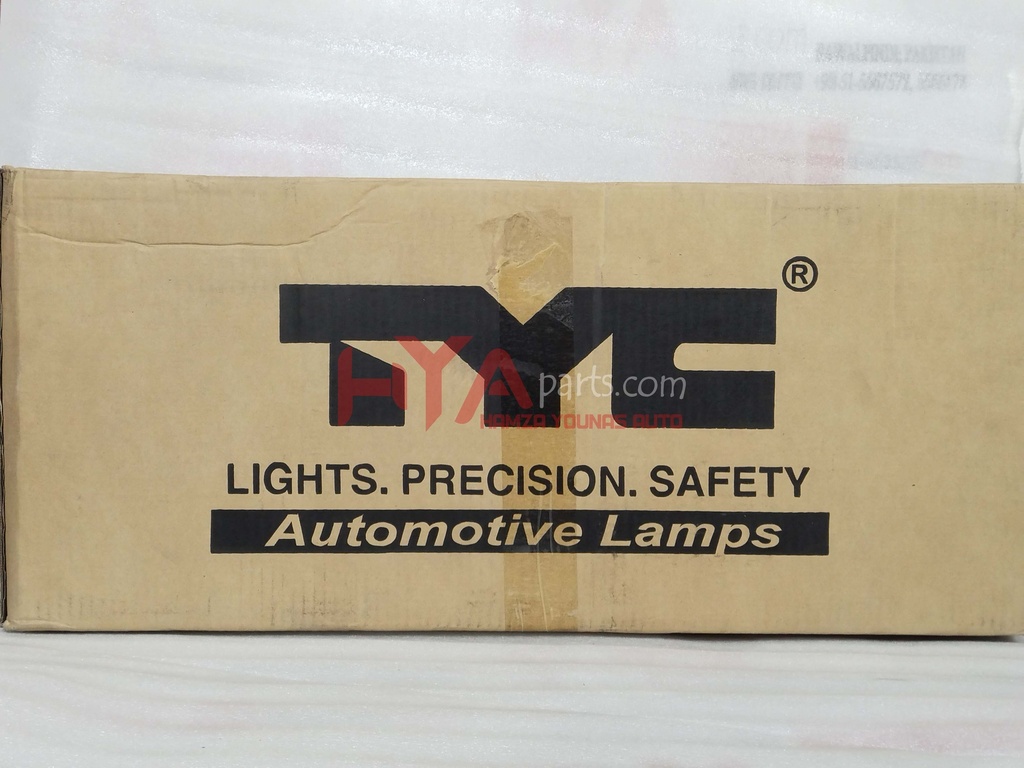 TYC®
HYAparts.com
HAMZA YOUNAS AUTO
LIGHTS. PRECISION. SAFETY
Automotive Lamps